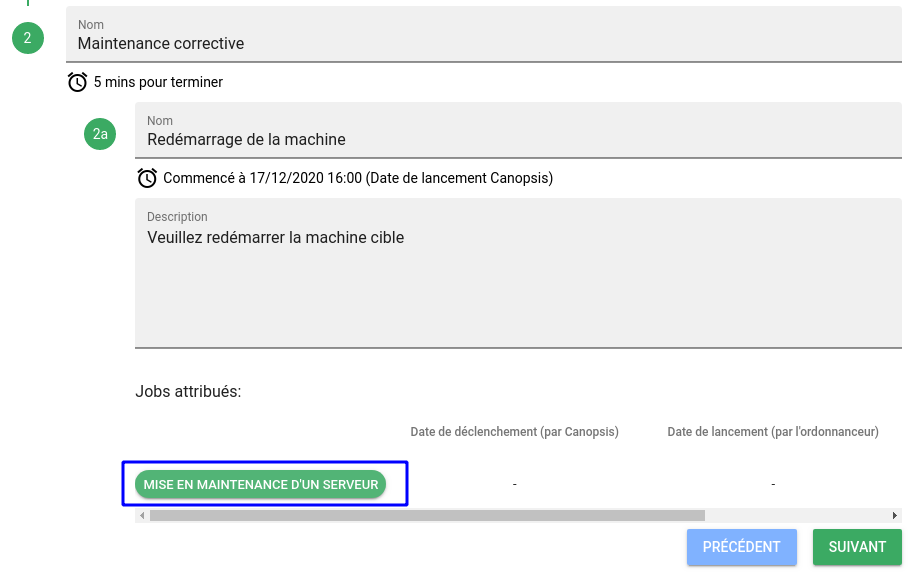 2
Nom
Maintenance corrective
5 mins pour terminer
2a
Nom
Redémarrage de la machine
Commencé à 17/12/2020 16:00 (Date de lancement Canopsis)
Description
Veuillez redémarrer la machine cible
Jobs attribués:
Date de déclenchement (par Canopsis) Date de lancement (par l'ordonnanceur)
MISE EN MAINTENANCE D'UN SERVEUR - -
PRÉCÉDENT SUIVANT